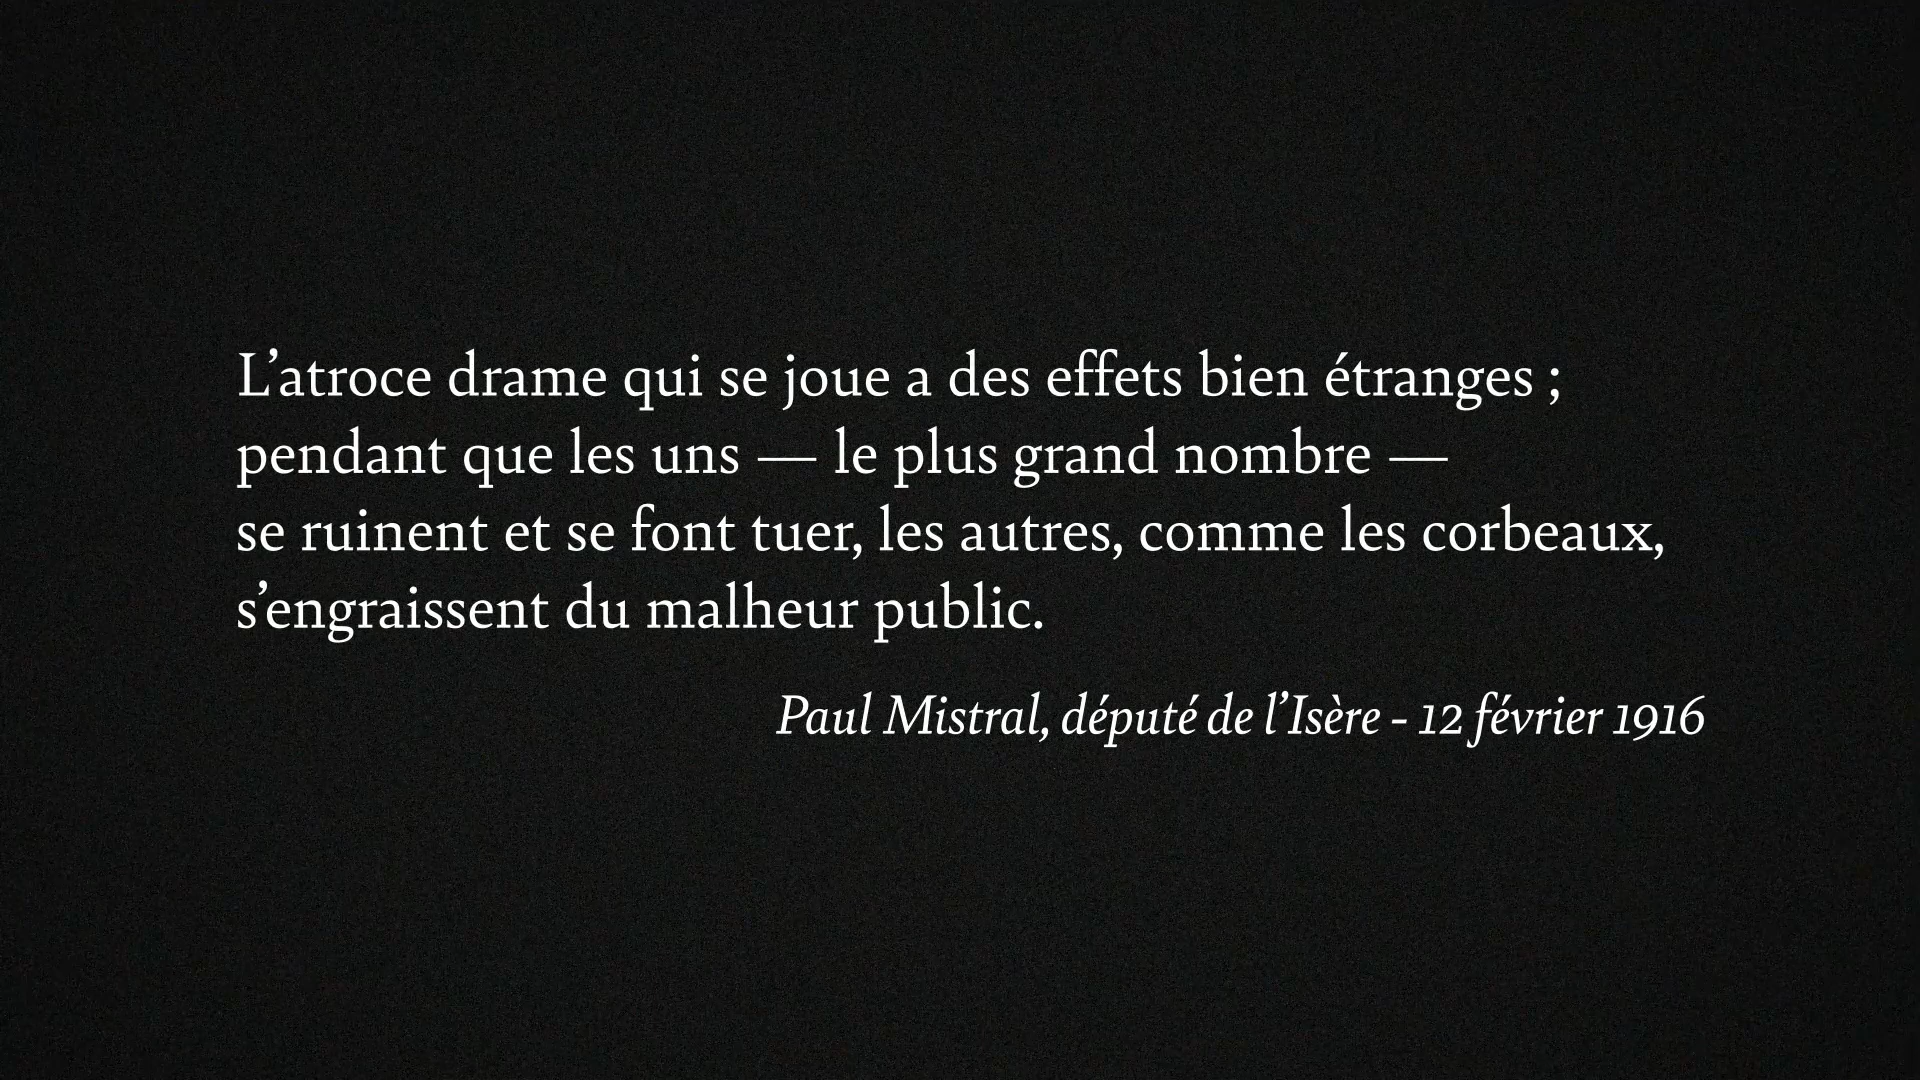 L’atroce drame qui se joue a des effets bien étranges ;
pendant que les uns — le plus grand nombre —
se ruinent et se font tuer, les autres, comme les corbeaux,
s’engraissent du malheur public.
Paul Mistral, député de l’Isère - 12 février 1916